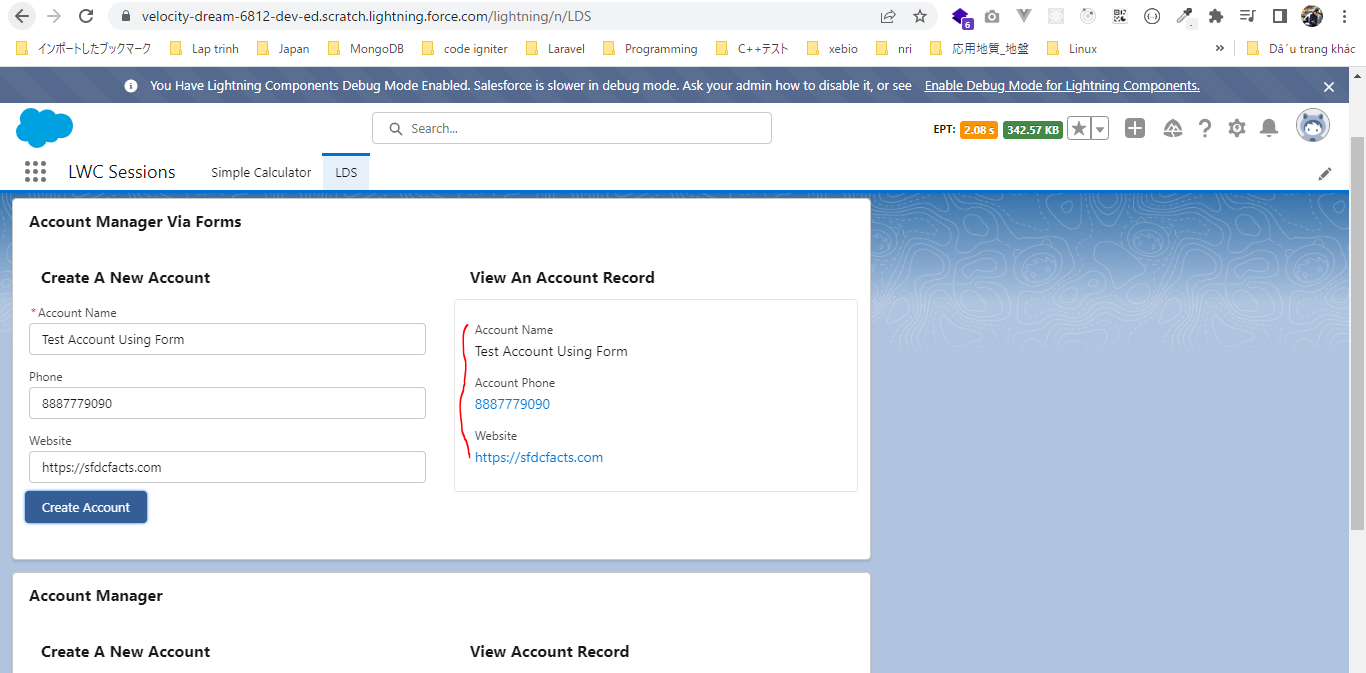 velocity-dream-6812-dev-ed.scratch.lightning.force.com/lightning/n/LDS
6
インポートしたブックマーク Lap trinh Japan MongoDB code igniter Laravel Programming C++テスト xebio nri 応用地質_地盤 Linux » Dấu trang khác
You Have Lightning Components Debug Mode Enabled. Salesforce is slower in debug mode. Ask your admin how to disable it, or see Enable Debug Mode for Lightning Components.
Search...
EPT: 2.08 s 342.57 KB
LWC Sessions Simple Calculator LDS
Account Manager Via Forms
Create A New Account
*Account Name
Test Account Using Form
Phone
8887779090
Website
https://sfdcfacts.com
Create Account
View An Account Record
Account Name
Test Account Using Form
Account Phone
8887779090
Website
https://sfdcfacts.com
Account Manager
Create A New Account
View Account Record